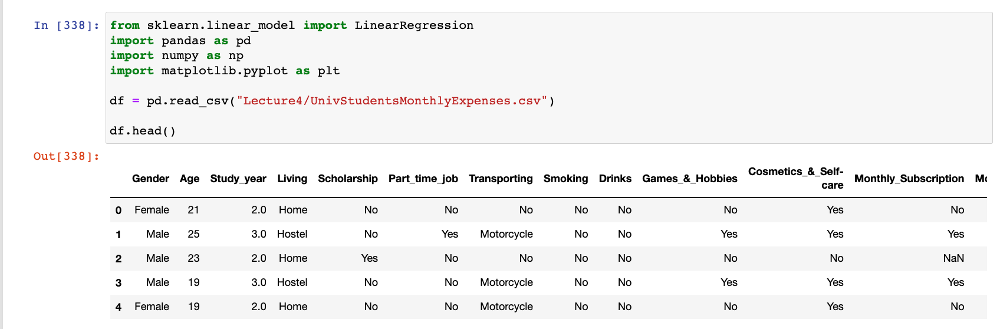 In [338]: from sklearn.linear_model import LinearRegression
import pandas as pd
import numpy as np
import matplotlib.pyplot as plt
df = pd.read_csv("Lecture4/UnivStudentsMonthlyExpenses.csv")
df.head()
Out[338]:
Gender Age Study_year Living Scholarship Part_time_job Transporting Smoking Drinks Games_&_Hobbies Cosmetics_&_Self-care Monthly_Subscription
0 Female 21 2.0 Home No No No No No No Yes No
1 Male 25 3.0 Hostel No Yes Motorcycle No No Yes Yes Yes
2 Male 23 2.0 Home Yes No No No No No No NaN
3 Male 19 3.0 Hostel No No Motorcycle No No Yes Yes Yes
4 Female 19 2.0 Home No No Motorcycle No No No Yes No